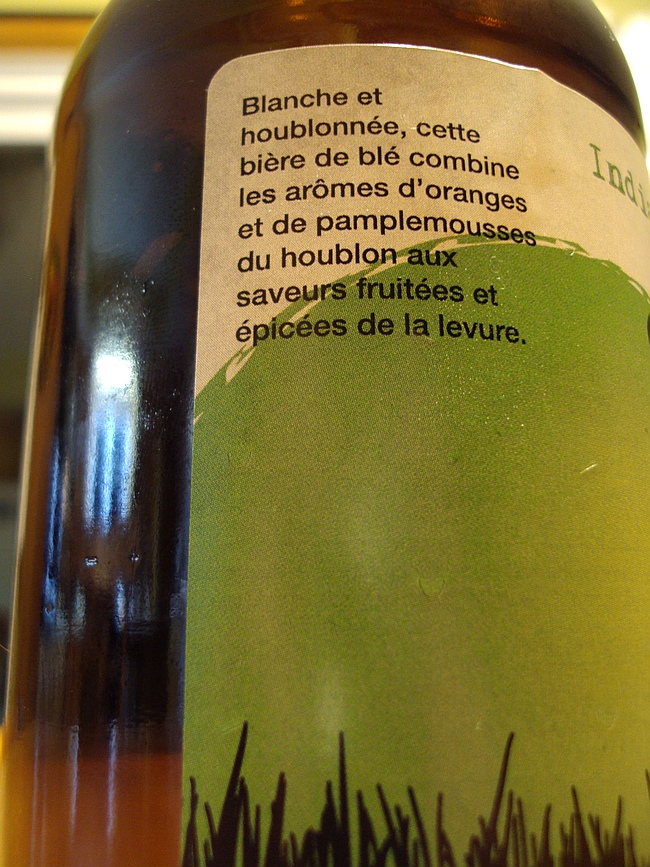 Blanche et
houblonnée, cette
bière de blé combine
les arômes d'oranges
et de pamplemousses
du houblon aux
saveurs fruitées et
épicées de la levure.